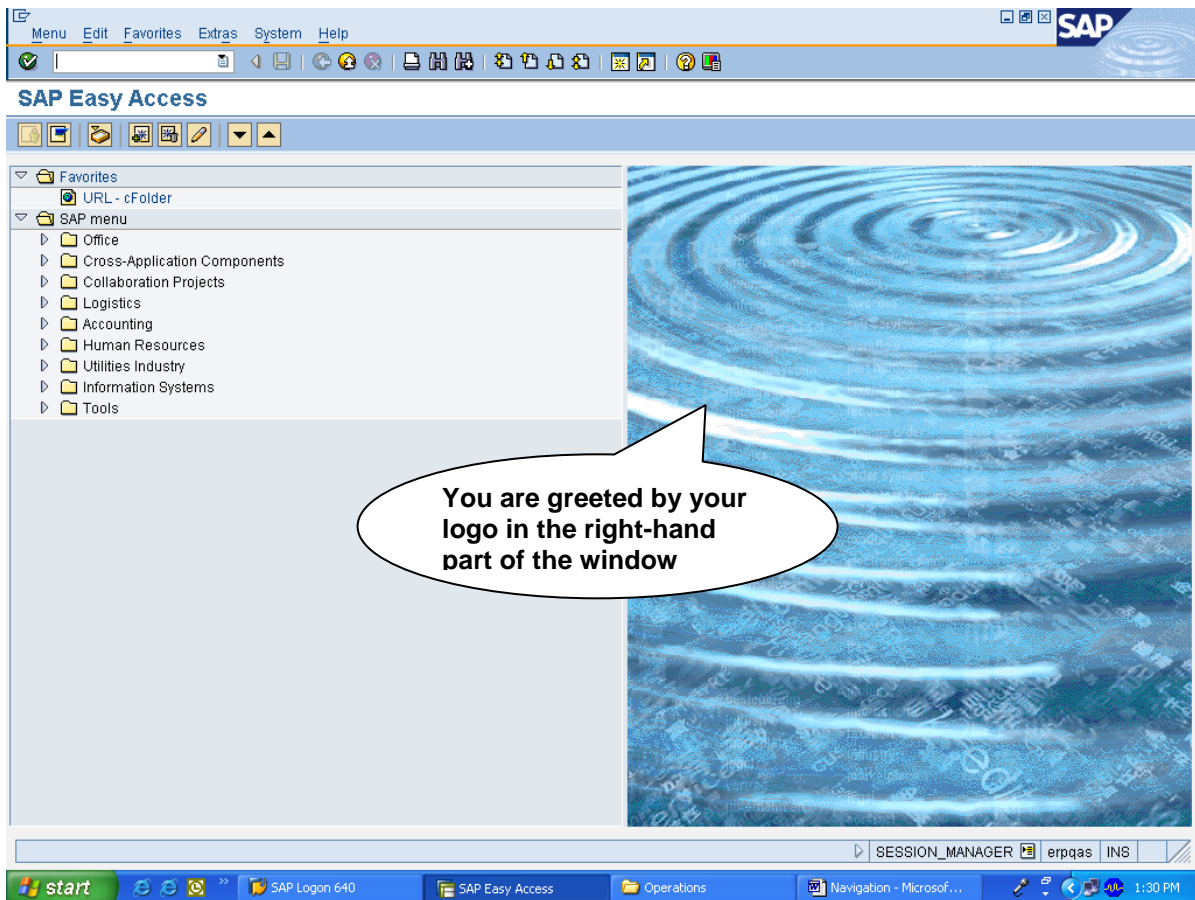 Menu Edit Favorites Extras System Help
SAP
SAP Easy Access
Favorites
URL - cFolder
SAP menu
Office
Cross-Application Components
Collaboration Projects
Logistics
Accounting
Human Resources
Utilities Industry
Information Systems
Tools
You are greeted by your
logo in the right-hand
part of the window
SESSION_MANAGER erpqas INS
start SAP Logon 640 SAP Easy Access Operations Navigation - Microsof... 1:30 PM